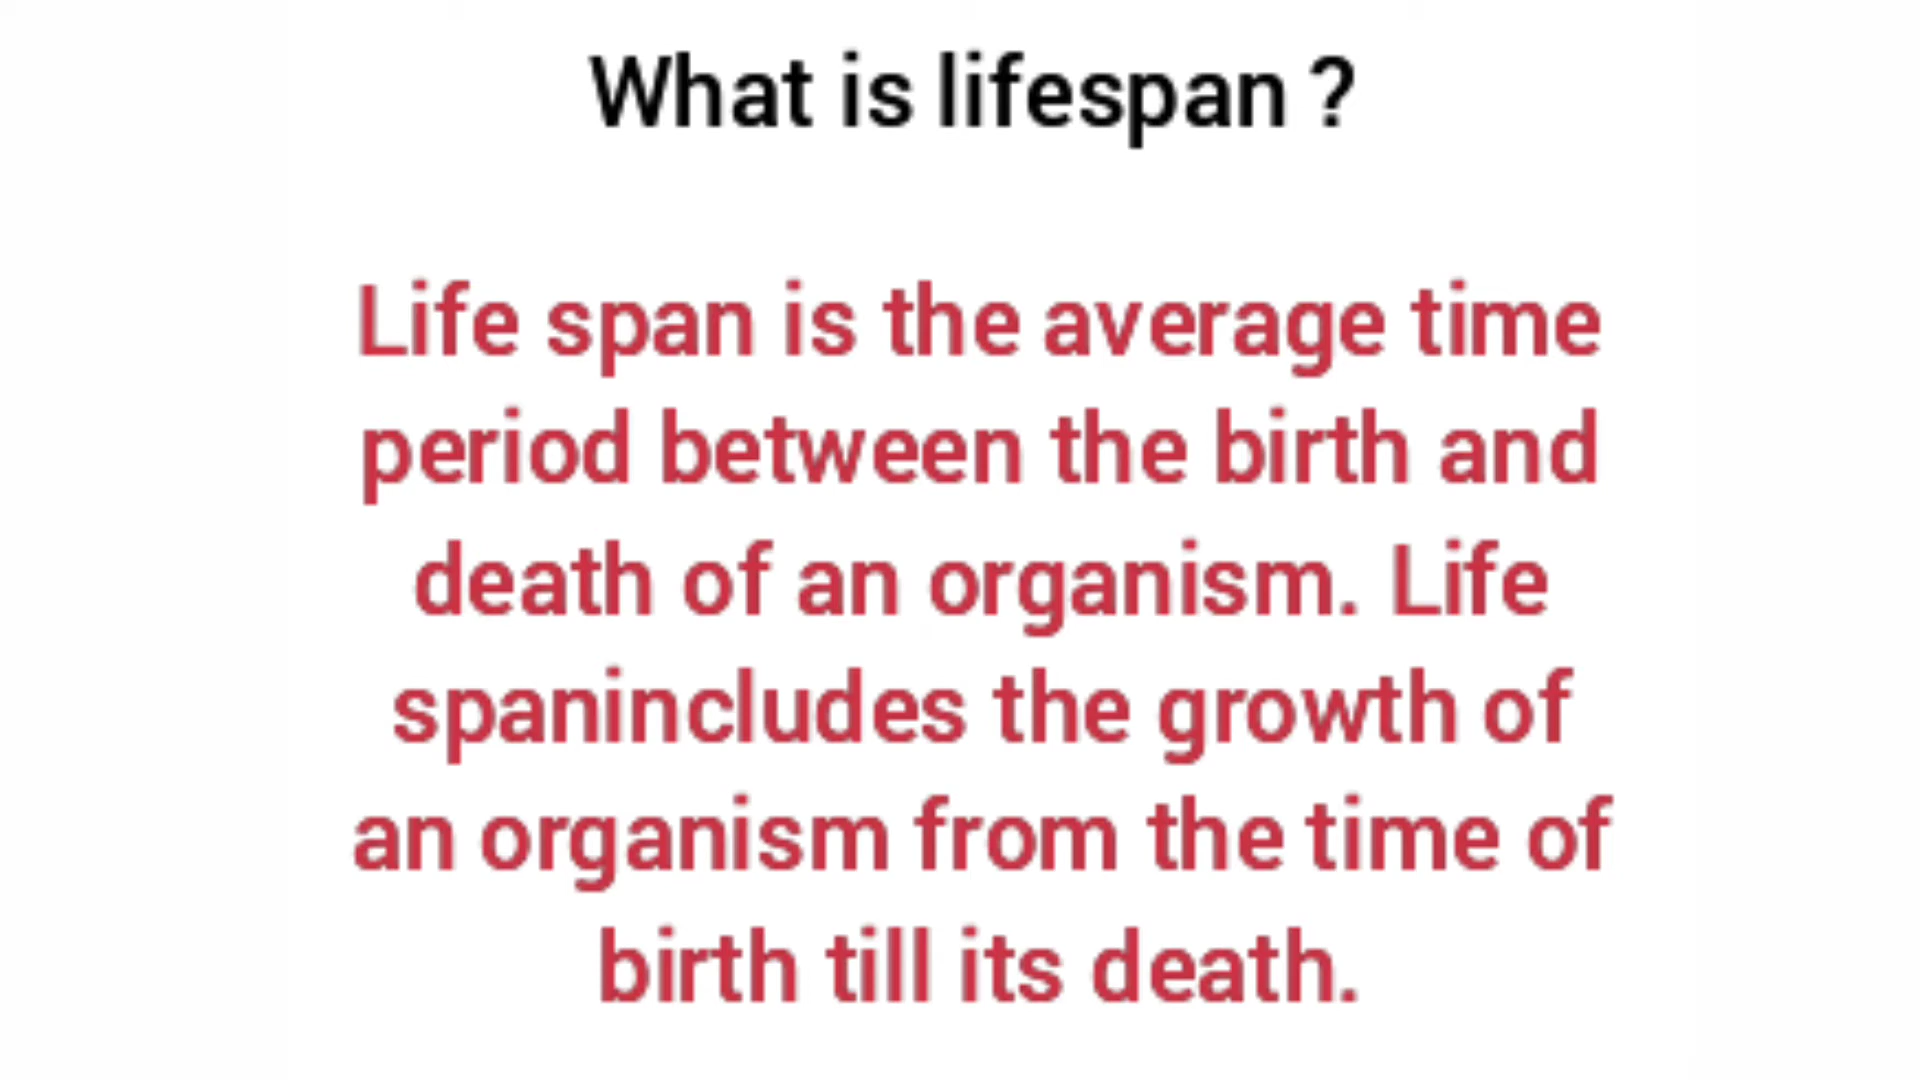 What is lifespan ?
Life span is the average time
period between the birth and
death of an organism. Life
spanincludes the growth of
an organism from the time of
birth till its death.